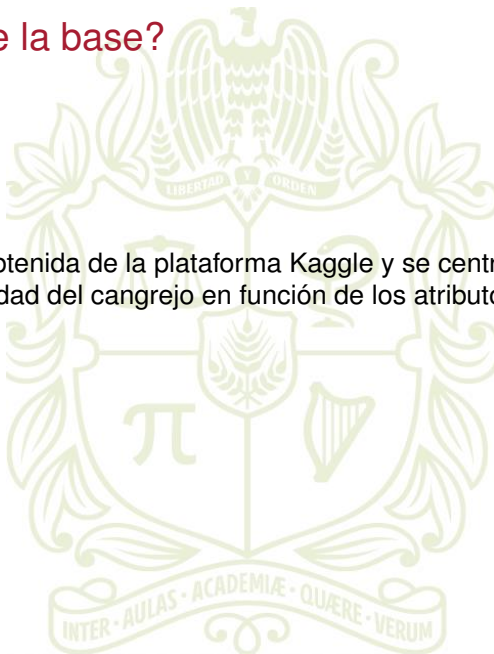 e la base?
LIBERTAD Y ORDEN
btenida de la plataforma Kaggle y se centr
dad del cangrejo en función de los atributo
π
INTER - AULAS - ACADEMIÆ - QUÆRE - VERUM